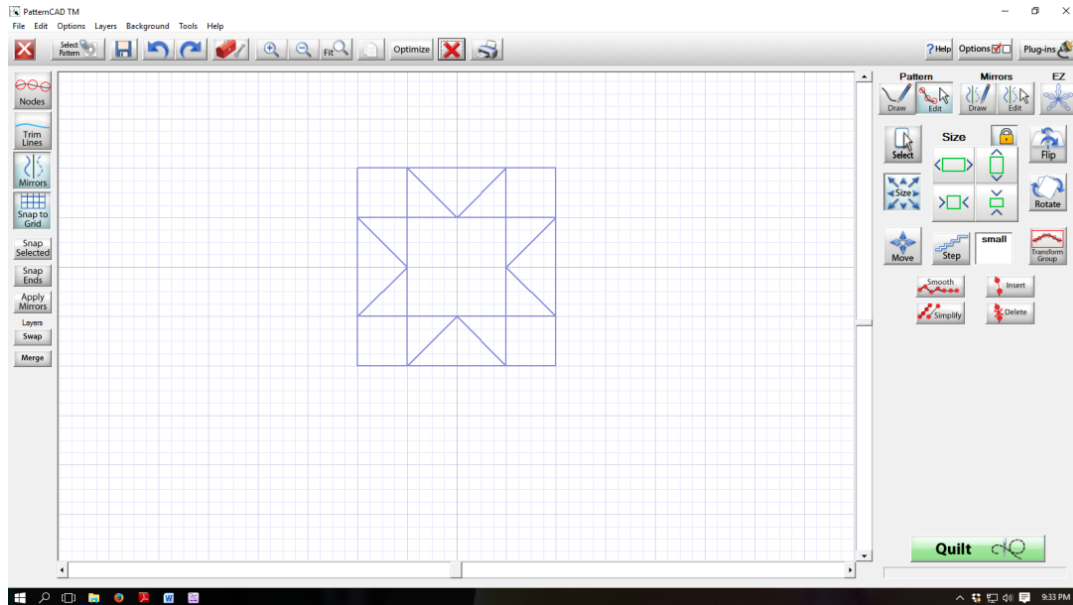 PatternCAD TM
File Edit Options Layers Background Tools Help
Select Pattern Fit Optimize ?Help Options Plug-ins
Nodes
Trim
Lines
Mirrors
Snap to
Grid
Snap
Selected
Snap
Ends
Apply
Mirrors
Layers
Swap
Merge
Pattern Mirrors EZ
Draw Edit Draw Edit
Select Size Flip
Size Rotate
Move Step small Transform
Group
Smooth Insert
Simplify Delete
Quilt
9:33 PM